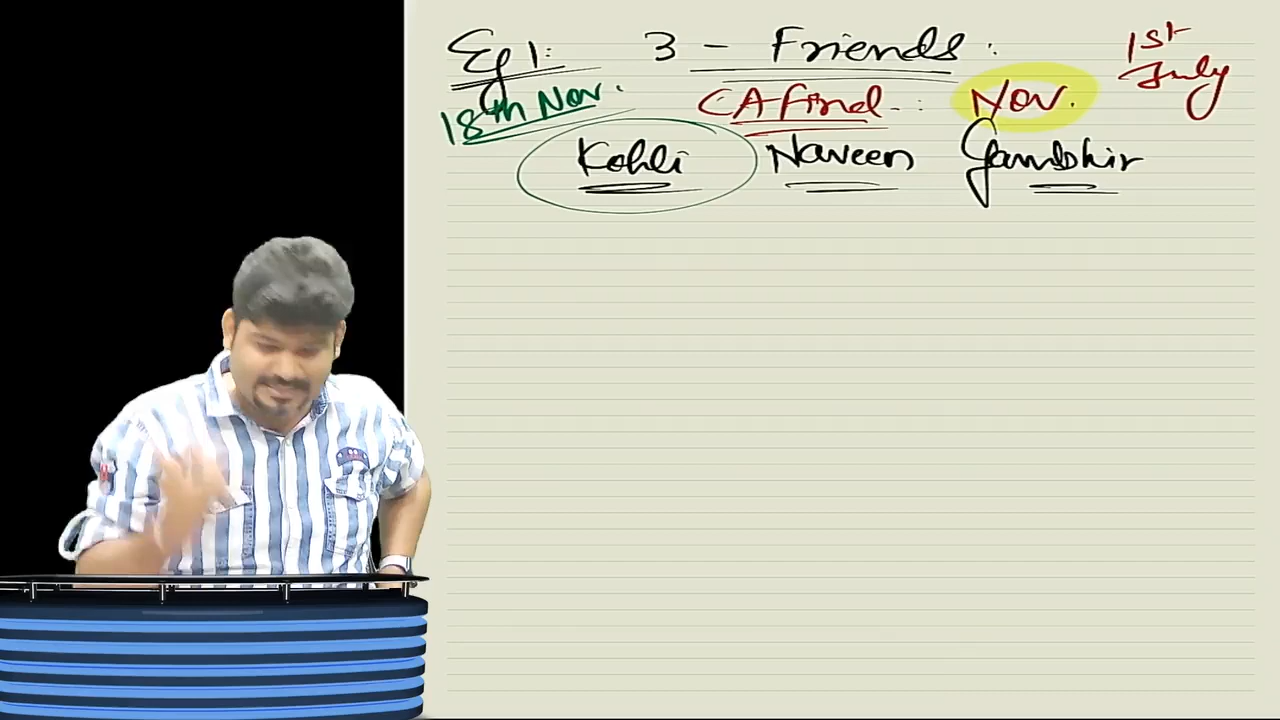 Eg 1: 3 - Friends:
1st July
18th Nov. CA Final: Nov.
Kohli Naveen Gambhir